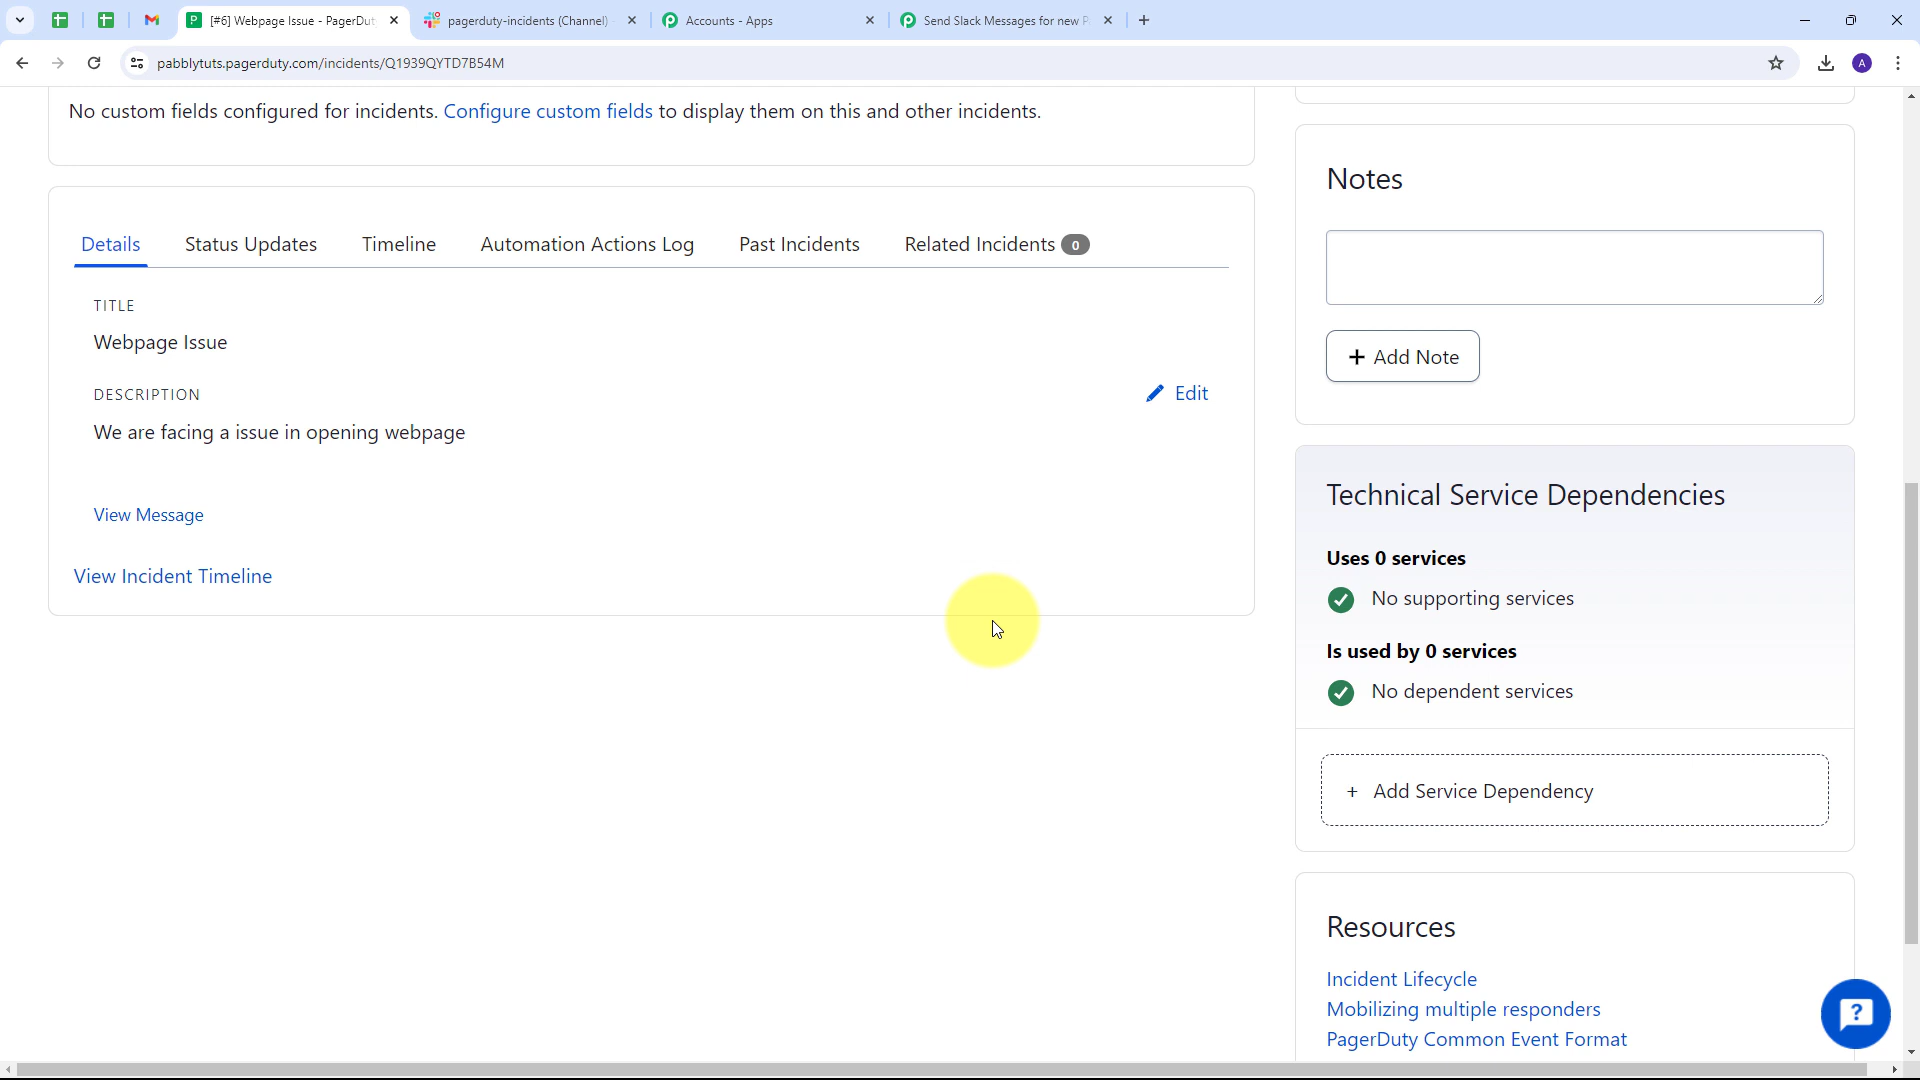 [#6] Webpage Issue - PagerDut
pagerduty-incidents (Channel)
Accounts - Apps
Send Slack Messages for new P
pabblytuts.pagerduty.com/incidents/Q1939QYTD7B54M
A
No custom fields configured for incidents. Configure custom fields to display them on this and other incidents.
Details
Status Updates
Timeline
Automation Actions Log
Past Incidents
Related Incidents 0
TITLE
Webpage Issue
DESCRIPTION
Edit
We are facing a issue in opening webpage
View Message
View Incident Timeline
Notes
+ Add Note
Technical Service Dependencies
Uses 0 services
No supporting services
Is used by 0 services
No dependent services
+ Add Service Dependency
Resources
Incident Lifecycle
Mobilizing multiple responders
PagerDuty Common Event Format